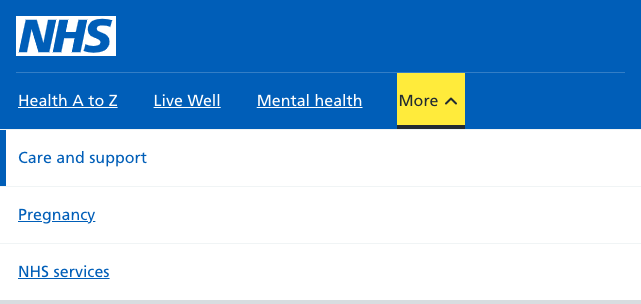 NHS
Health A to Z Live Well Mental health More
Care and support
Pregnancy
NHS services